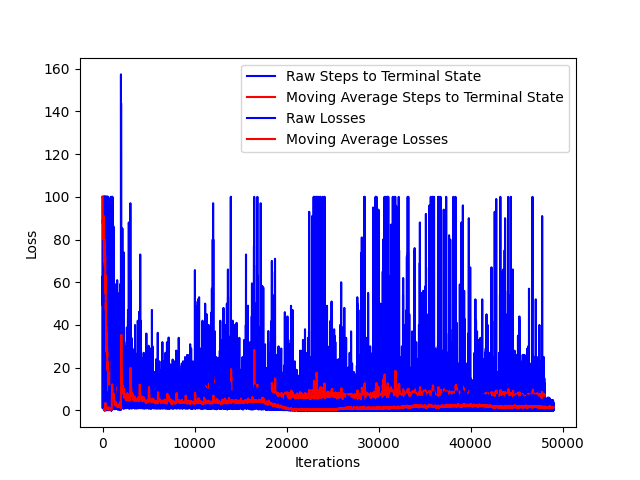 160
140
120
100
80
60
40
20
0
Loss
Raw Steps to Terminal State
Moving Average Steps to Terminal State
Raw Losses
Moving Average Losses
0 10000 20000 30000 40000 50000
Iterations